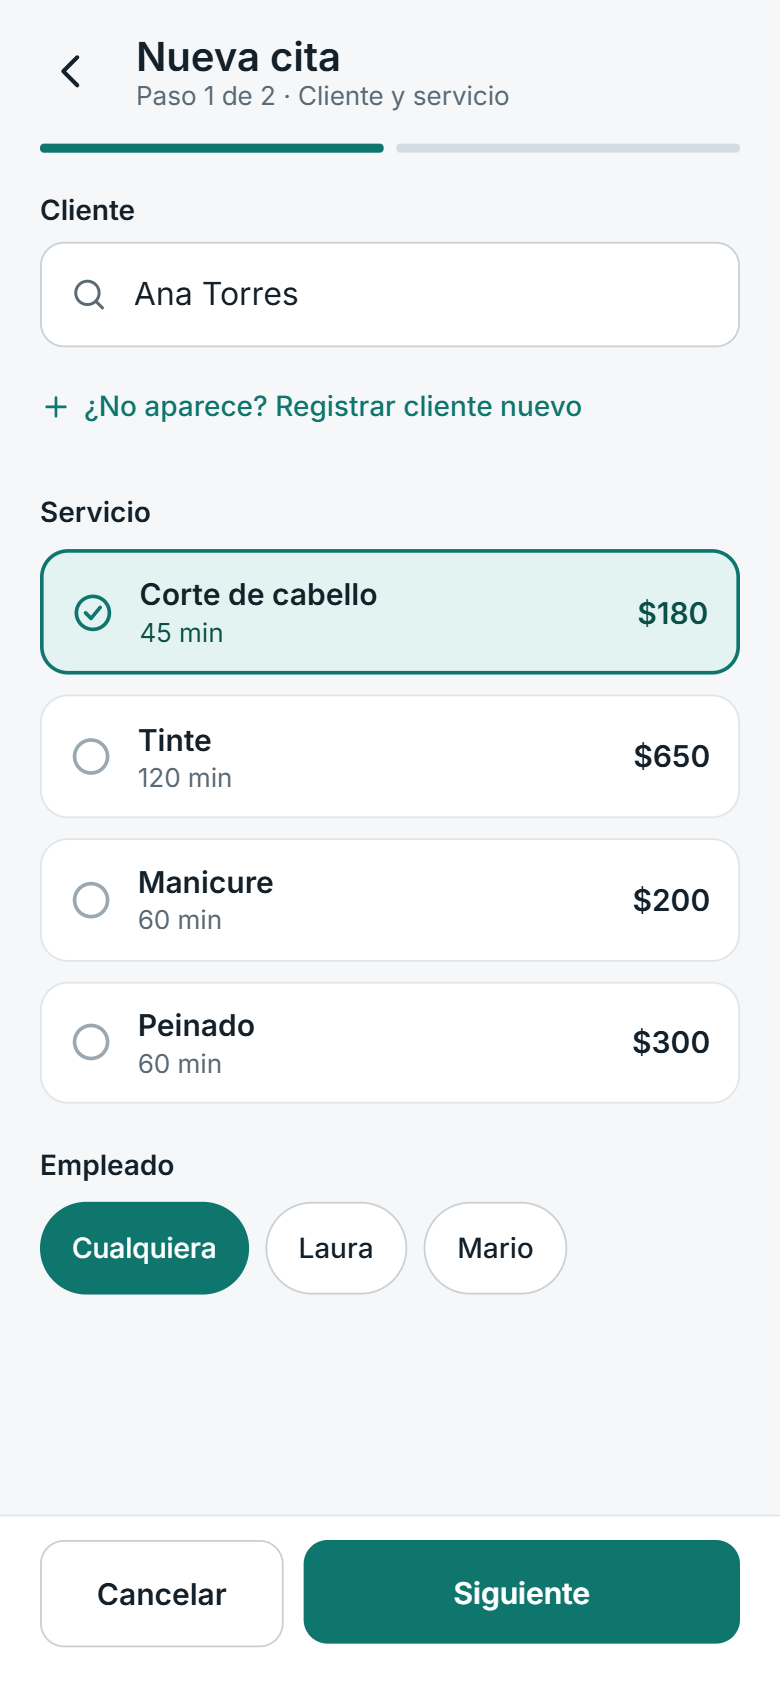 Nueva cita
Paso 1 de 2 · Cliente y servicio
Cliente
Ana Torres
¿No aparece? Registrar cliente nuevo
Servicio
Corte de cabello
45 min
$180
Tinte
120 min
$650
Manicure
60 min
$200
Peinado
60 min
$300
Empleado
Cualquiera Laura Mario
Cancelar Siguiente